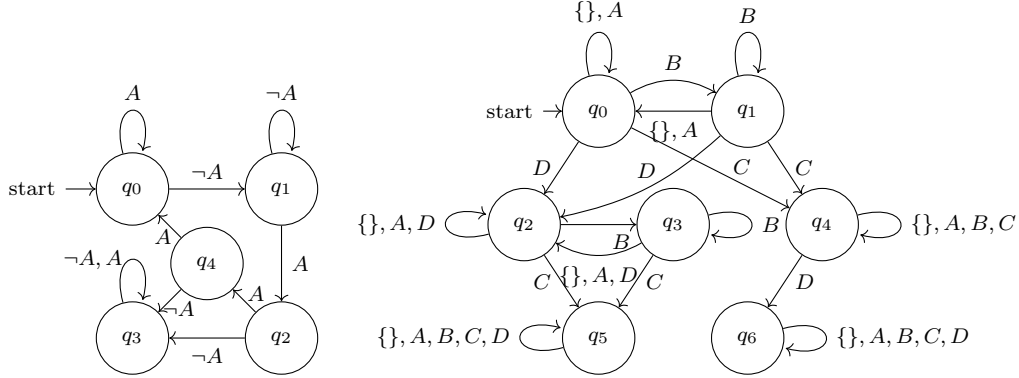 A
¬A
start
q0
¬A
q1
A
A
q4
¬A, A
¬A
A
q3
¬A
q2
{}, A
B
B
start
q0
q1
{}, A
D
D
C
C
{}, A, D
q2
B
q3
B
q4
{}, A, B, C
{}, A, D
C
C
D
{}, A, B, C, D
q5
q6
{}, A, B, C, D